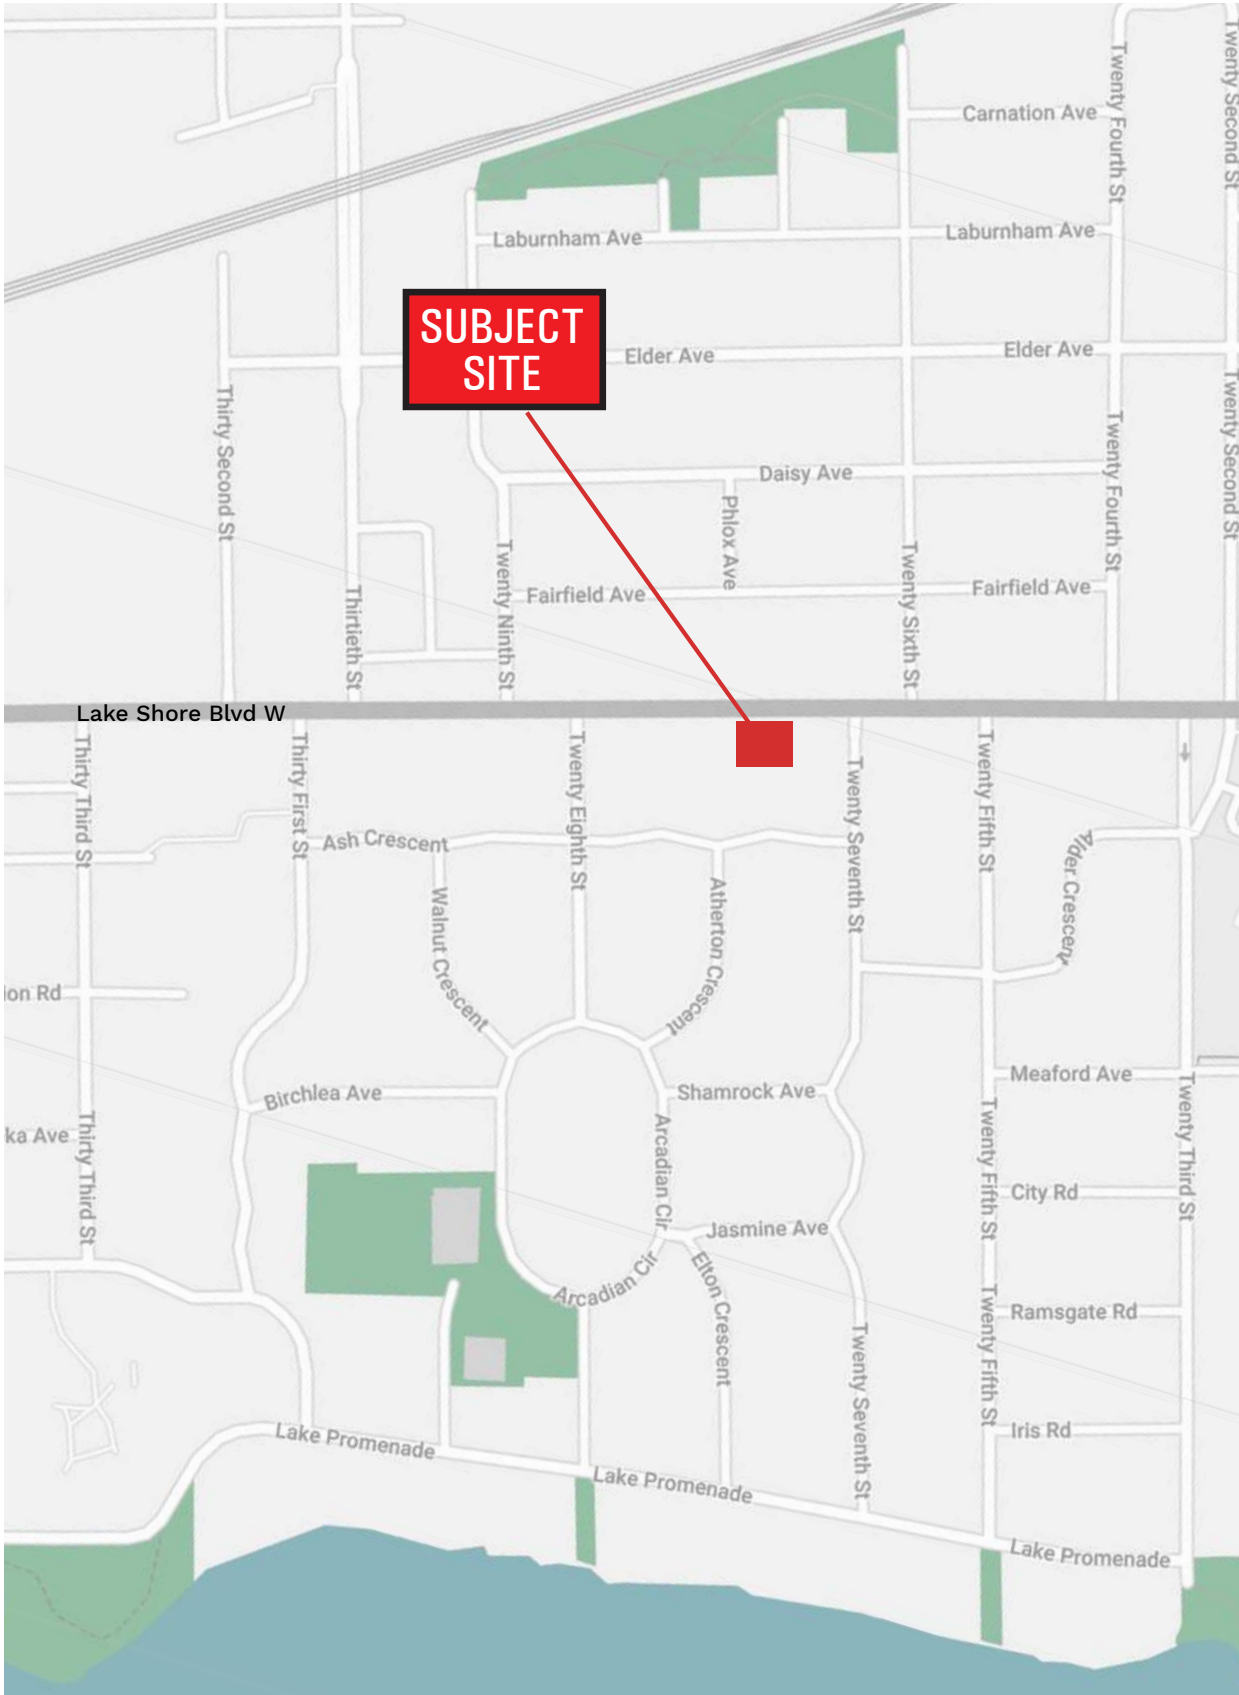 Carnation Ave
Twenty Fourth St
Twenty Second St
Laburnham Ave
Laburnham Ave
SUBJECT
SITE
Elder Ave
Elder Ave
Thirty Second St
Daisy Ave
Twenty Fourth St
Twenty Second St
Phlox Ave
Twenty Ninth St
Fairfield Ave
Twenty Sixth St
Fairfield Ave
Thirtieth St
Lake Shore Blvd W
Thirty Third St
Thirty First St
Twenty Eighth St
Twenty Seventh St
Twenty Fifth St
Ash Crescent
Alder Crescent
Walnut Crescent
Atherton Crescent
ion Rd
Birchlea Ave
Shamrock Ave
Meaford Ave
ka Ave
Thirty Third St
Arcadian Cir
Twenty Fifth St
Twenty Third St
City Rd
Jasmine Ave
Arcadian Cir
Elton Crescent
Twenty Fifth St
Ramsgate Rd
Twenty Seventh St
Iris Rd
Lake Promenade
Lake Promenade
Lake Promenade